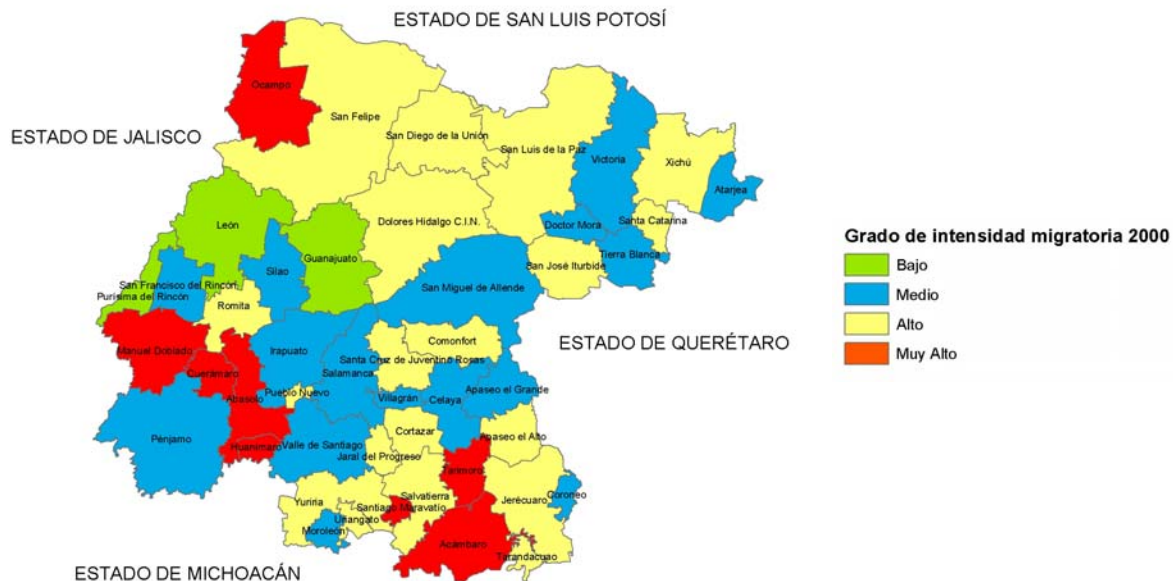 ESTADO DE SAN LUIS POTOSÍ
Ocampo
San Felipe
ESTADO DE JALISCO
San Diego de la Unión
San Luis de la Paz
Victoria
Xichú
Atarjea
León
Dolores Hidalgo C.I.N.
Doctor Mora
Santa Catarina
Guanajuato
Silao
Tierra Blanca
San José Iturbide
San Francisco del Rincón
Purísima del Rincón
San Miguel de Allende
Romita
Grado de intensidad migratoria 2000
Bajo
Medio
Alto
Muy Alto
Manuel Doblado
Irapuato
Comonfort
ESTADO DE QUERÉTARO
Santa Cruz de Juventino Rosas
Cuerámaro
Salamanca
Apaseo el Grande
Abasolo
Pueblo Nuevo
Villagrán
Celaya
Cortazar
Pénjamo
Huanímaro
Valle de Santiago
Apaseo el Alto
Jaral del Progreso
Tarimoro
Coroneo
Jerécuaro
Yuriria
Salvatierra
Santiago Maravatío
Uriangato
Moroleón
Acámbaro
Tarandacuao
ESTADO DE MICHOACÁN